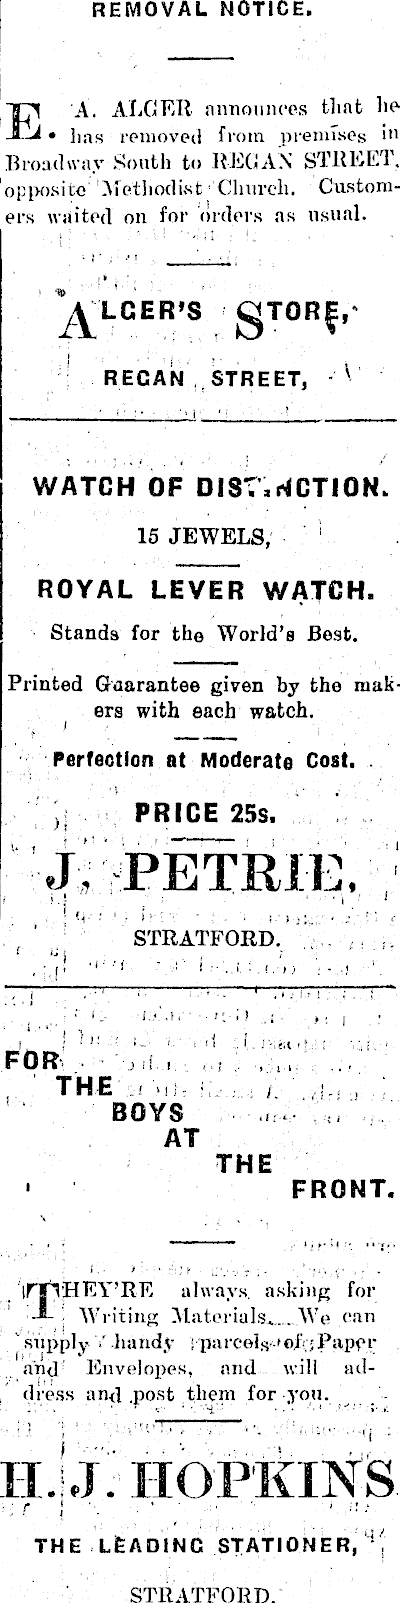 REMOVAL NOTICE.
E. A. ALGER announces that he
has removed from premises in
Broadway South to REGAN STREET,
opposite Methodist Church. Custom-
ers waited on for orders as usual.
ALGER'S STORE,
REGAN STREET,
WATCH OF DISTINCTION.
15 JEWELS,
ROYAL LEVER WATCH.
Stands for the World's Best.
Printed Guarantee given by the mak-
ers with each watch.
Perfection at Moderate Cost.
PRICE 25s.
J. PETRIE,
STRATFORD.
FOR
THE
BOYS
AT
THE
FRONT.
THEY'RE always asking for
Writing Materials. We can
supply handy parcels of Paper
and Envelopes, and will ad-
dress and post them for you.
H. J. HOPKINS
THE LEADING STATIONER,
STRATFORD.